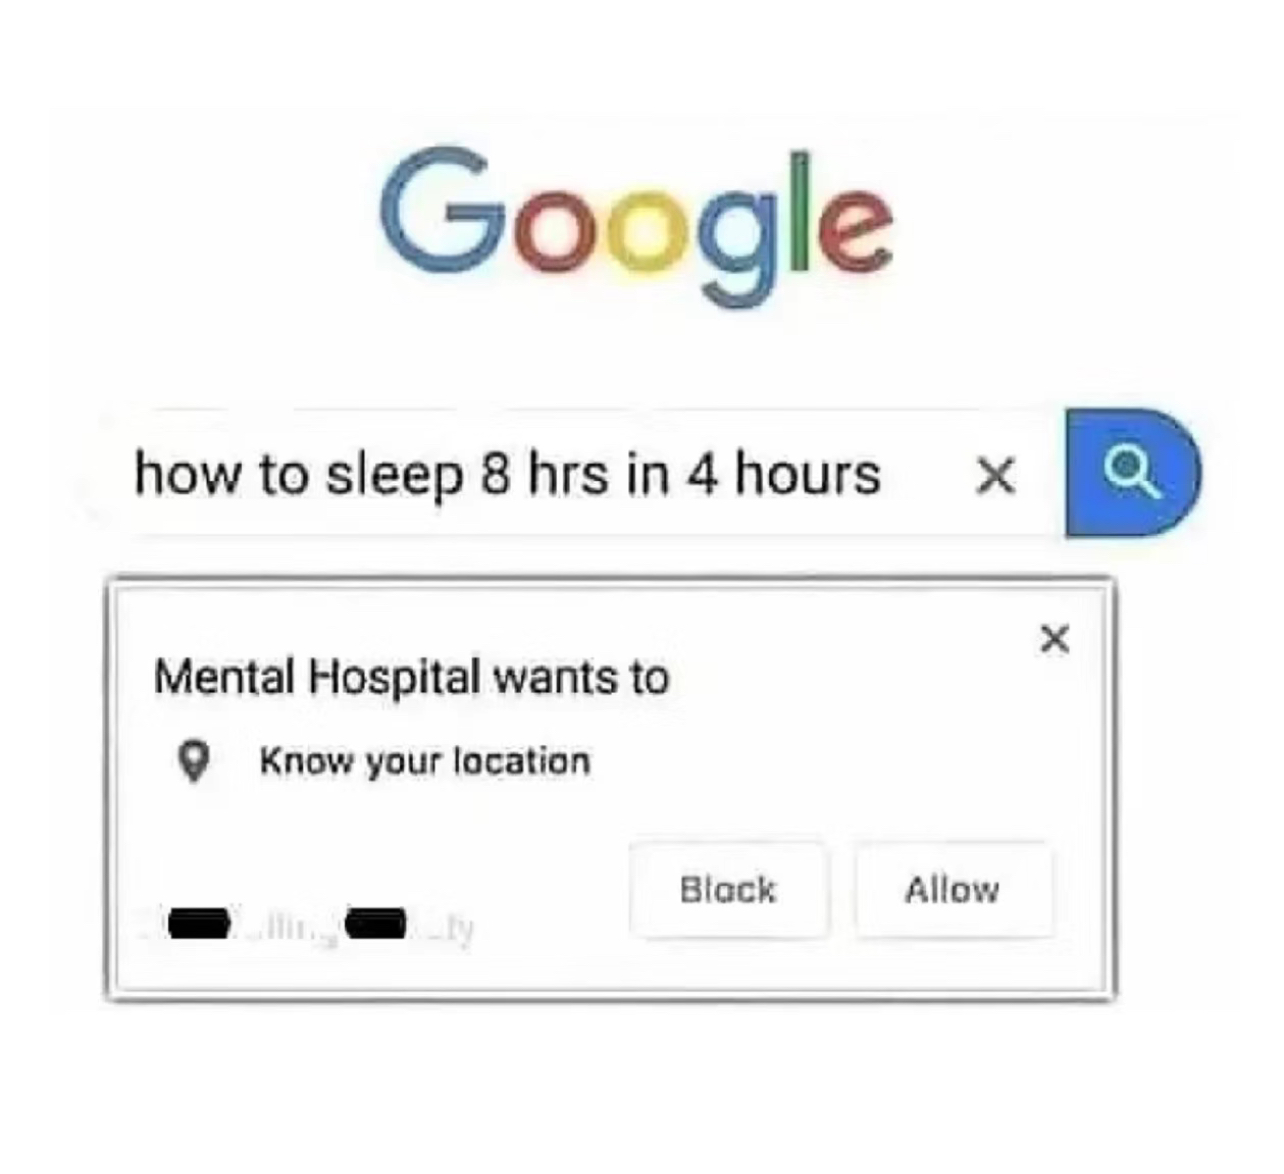 Google
how to sleep 8 hrs in 4 hours
Mental Hospital wants to
Know your location
Block
Allow